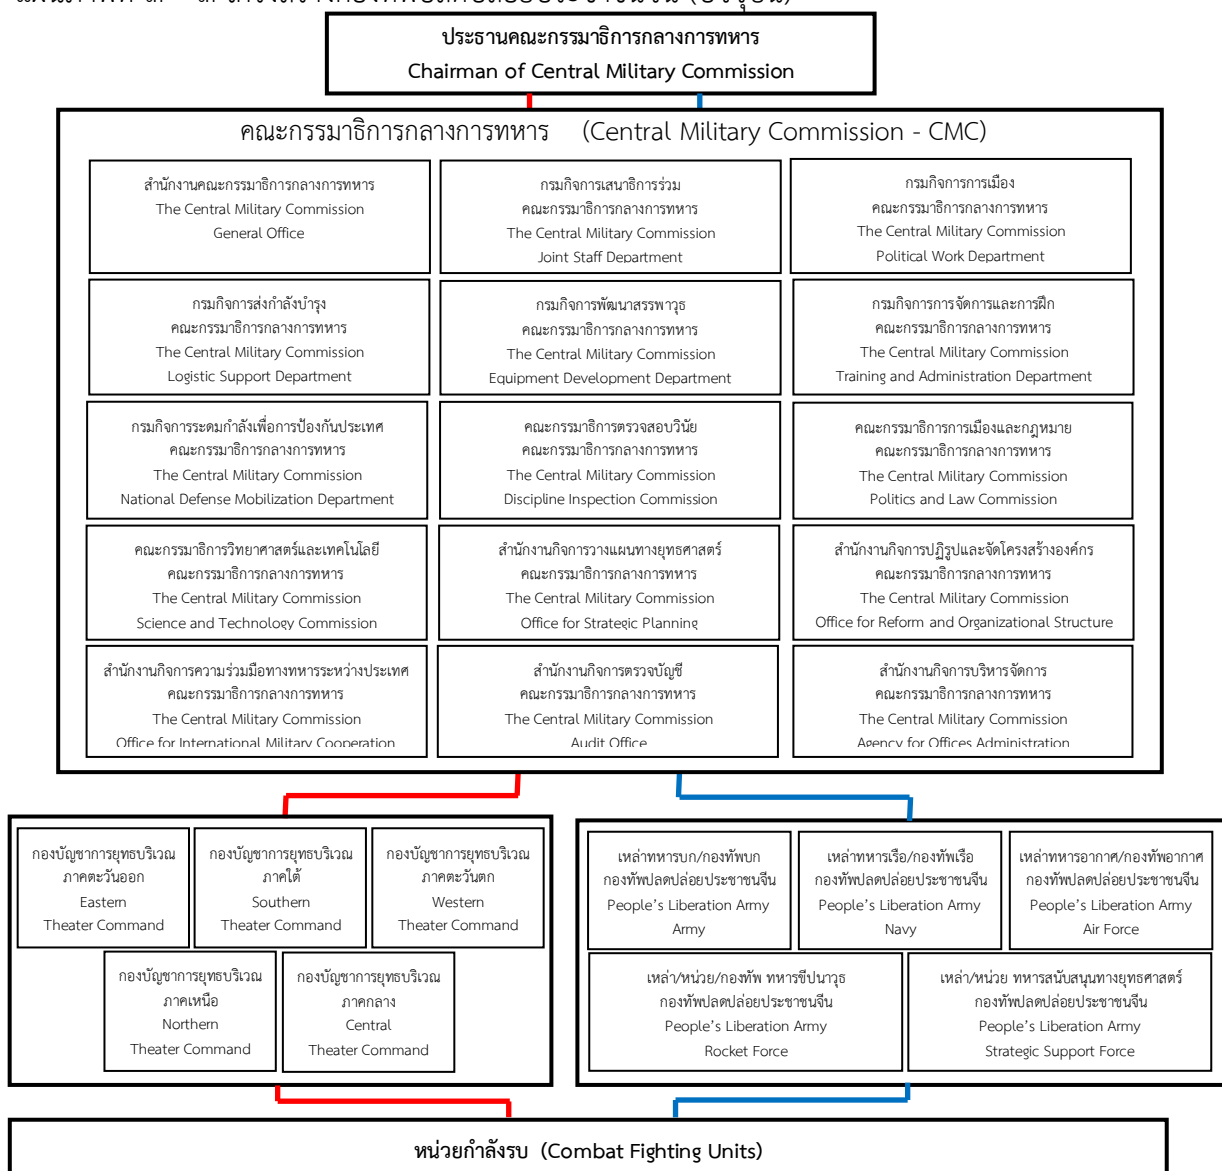 ประธานคณะกรรมาธิการกลางการทหาร
Chairman of Central Military Commission
คณะกรรมาธิการกลางการทหาร (Central Military Commission - CMC)
สำนักงานคณะกรรมาธิการกลางการทหาร
The Central Military Commission
General Office
กรมกิจการเสนาธิการร่วม
คณะกรรมาธิการกลางการทหาร
The Central Military Commission
Joint Staff Department
กรมกิจการการเมือง
คณะกรรมาธิการกลางการทหาร
The Central Military Commission
Political Work Department
กรมกิจการส่งกำลังบำรุง
คณะกรรมาธิการกลางการทหาร
The Central Military Commission
Logistic Support Department
กรมกิจการพัฒนาสรรพาวุธ
คณะกรรมาธิการกลางการทหาร
The Central Military Commission
Equipment Development Department
กรมกิจการการจัดการและการฝึก
คณะกรรมาธิการกลางการทหาร
The Central Military Commission
Training and Administration Department
กรมกิจการระดมกำลังเพื่อการป้องกันประเทศ
คณะกรรมาธิการกลางการทหาร
The Central Military Commission
National Defense Mobilization Department
คณะกรรมาธิการตรวจสอบวินัย
คณะกรรมาธิการกลางการทหาร
The Central Military Commission
Discipline Inspection Commission
คณะกรรมาธิการการเมืองและกฎหมาย
คณะกรรมาธิการกลางการทหาร
The Central Military Commission
Politics and Law Commission
คณะกรรมาธิการวิทยาศาสตร์และเทคโนโลยี
คณะกรรมาธิการกลางการทหาร
The Central Military Commission
Science and Technology Commission
สำนักงานกิจการวางแผนทางยุทธศาสตร์
คณะกรรมาธิการกลางการทหาร
The Central Military Commission
Office for Strategic Planning
สำนักงานกิจการปฏิรูปและจัดโครงสร้างองค์กร
คณะกรรมาธิการกลางการทหาร
The Central Military Commission
Office for Reform and Organizational Structure
สำนักงานกิจการความร่วมมือทางทหารระหว่างประเทศ
คณะกรรมาธิการกลางการทหาร
The Central Military Commission
Office for International Military Cooperation
สำนักงานกิจการตรวจบัญชี
คณะกรรมาธิการกลางการทหาร
The Central Military Commission
Audit Office
สำนักงานกิจการบริหารจัดการ
คณะกรรมาธิการกลางการทหาร
The Central Military Commission
Agency for Offices Administration
กองบัญชาการยุทธบริเวณ
ภาคตะวันออก
Eastern
Theater Command
กองบัญชาการยุทธบริเวณ
ภาคใต้
Southern
Theater Command
กองบัญชาการยุทธบริเวณ
ภาคตะวันตก
Western
Theater Command
กองบัญชาการยุทธบริเวณ
ภาคเหนือ
Northern
Theater Command
กองบัญชาการยุทธบริเวณ
ภาคกลาง
Central
Theater Command
เหล่าทหารบก/กองทัพบก
กองทัพปลดปล่อยประชาชนจีน
People's Liberation Army
Army
เหล่าทหารเรือ/กองทัพเรือ
กองทัพปลดปล่อยประชาชนจีน
People's Liberation Army
Navy
เหล่าทหารอากาศ/กองทัพอากาศ
กองทัพปลดปล่อยประชาชนจีน
People's Liberation Army
Air Force
เหล่า/หน่วย/กองทัพ ทหารขีปนาวุธ
กองทัพปลดปล่อยประชาชนจีน
People's Liberation Army
Rocket Force
เหล่า/หน่วย ทหารสนับสนุนทางยุทธศาสตร์
กองทัพปลดปล่อยประชาชนจีน
People's Liberation Army
Strategic Support Force
หน่วยกำลังรบ (Combat Fighting Units)